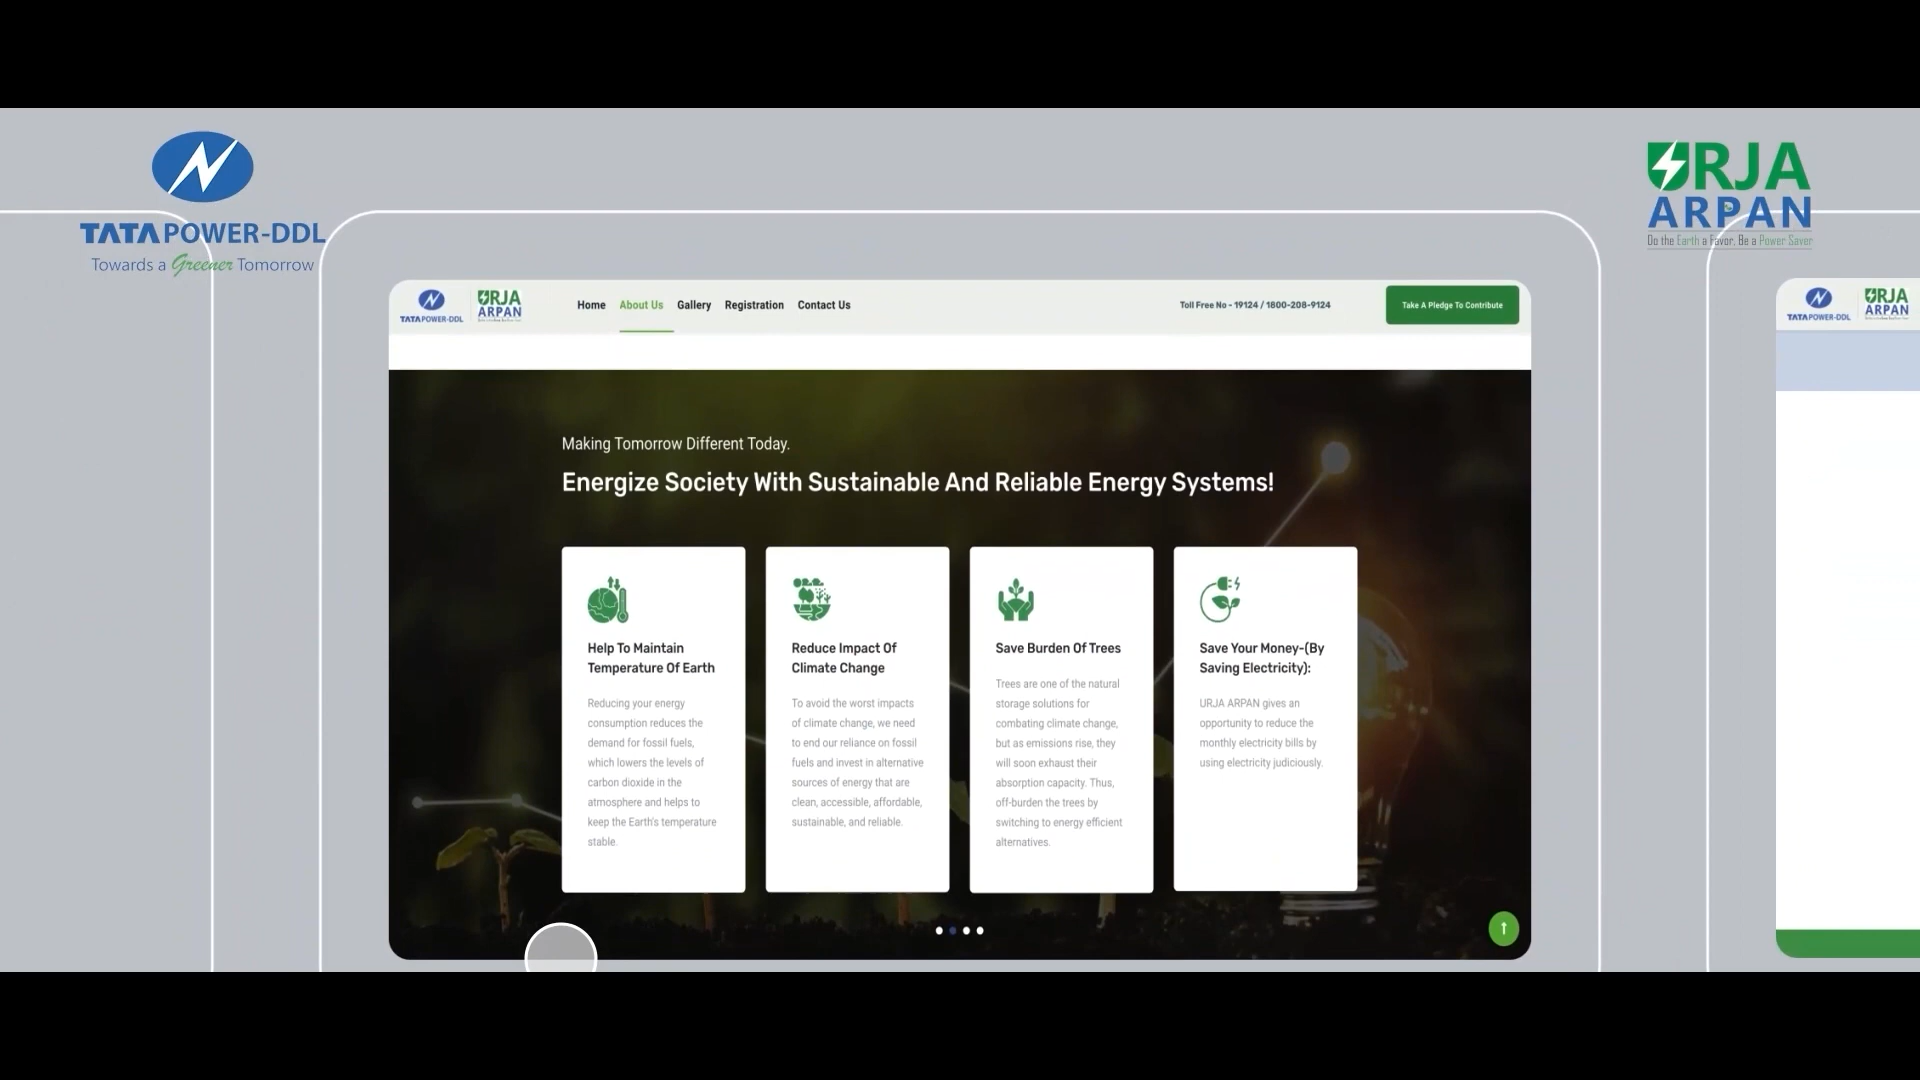 TATA POWER-DDL
Towards a Greener Tomorrow
URJA
ARPAN
Do the Earth a Favor, Be a Power Saver
TATA POWER-DDL
URJA
ARPAN
Home
About Us
Gallery
Registration
Contact Us
Toll Free No - 19124 / 1800-208-9124
Take A Pledge To Contribute
TATA POWER-DDL
URJA
ARPAN
Making Tomorrow Different Today.
Energize Society With Sustainable And Reliable Energy Systems!
Help To Maintain
Temperature Of Earth
Reducing your energy
consumption reduces the
demand for fossil fuels,
which lowers the levels of
carbon dioxide in the
atmosphere and helps to
keep the Earth's temperature
stable.
Reduce Impact Of
Climate Change
To avoid the worst impacts
of climate change, we need
to end our reliance on fossil
fuels and invest in alternative
sources of energy that are
clean, accessible, affordable,
sustainable, and reliable.
Save Burden Of Trees
Trees are one of the natural
storage solutions for
combating climate change,
but as emissions rise, they
will soon exhaust their
absorption capacity. Thus,
off-burden the trees by
switching to energy efficient
alternatives.
Save Your Money-(By
Saving Electricity):
URJA ARPAN gives an
opportunity to reduce the
monthly electricity bills by
using electricity judiciously.